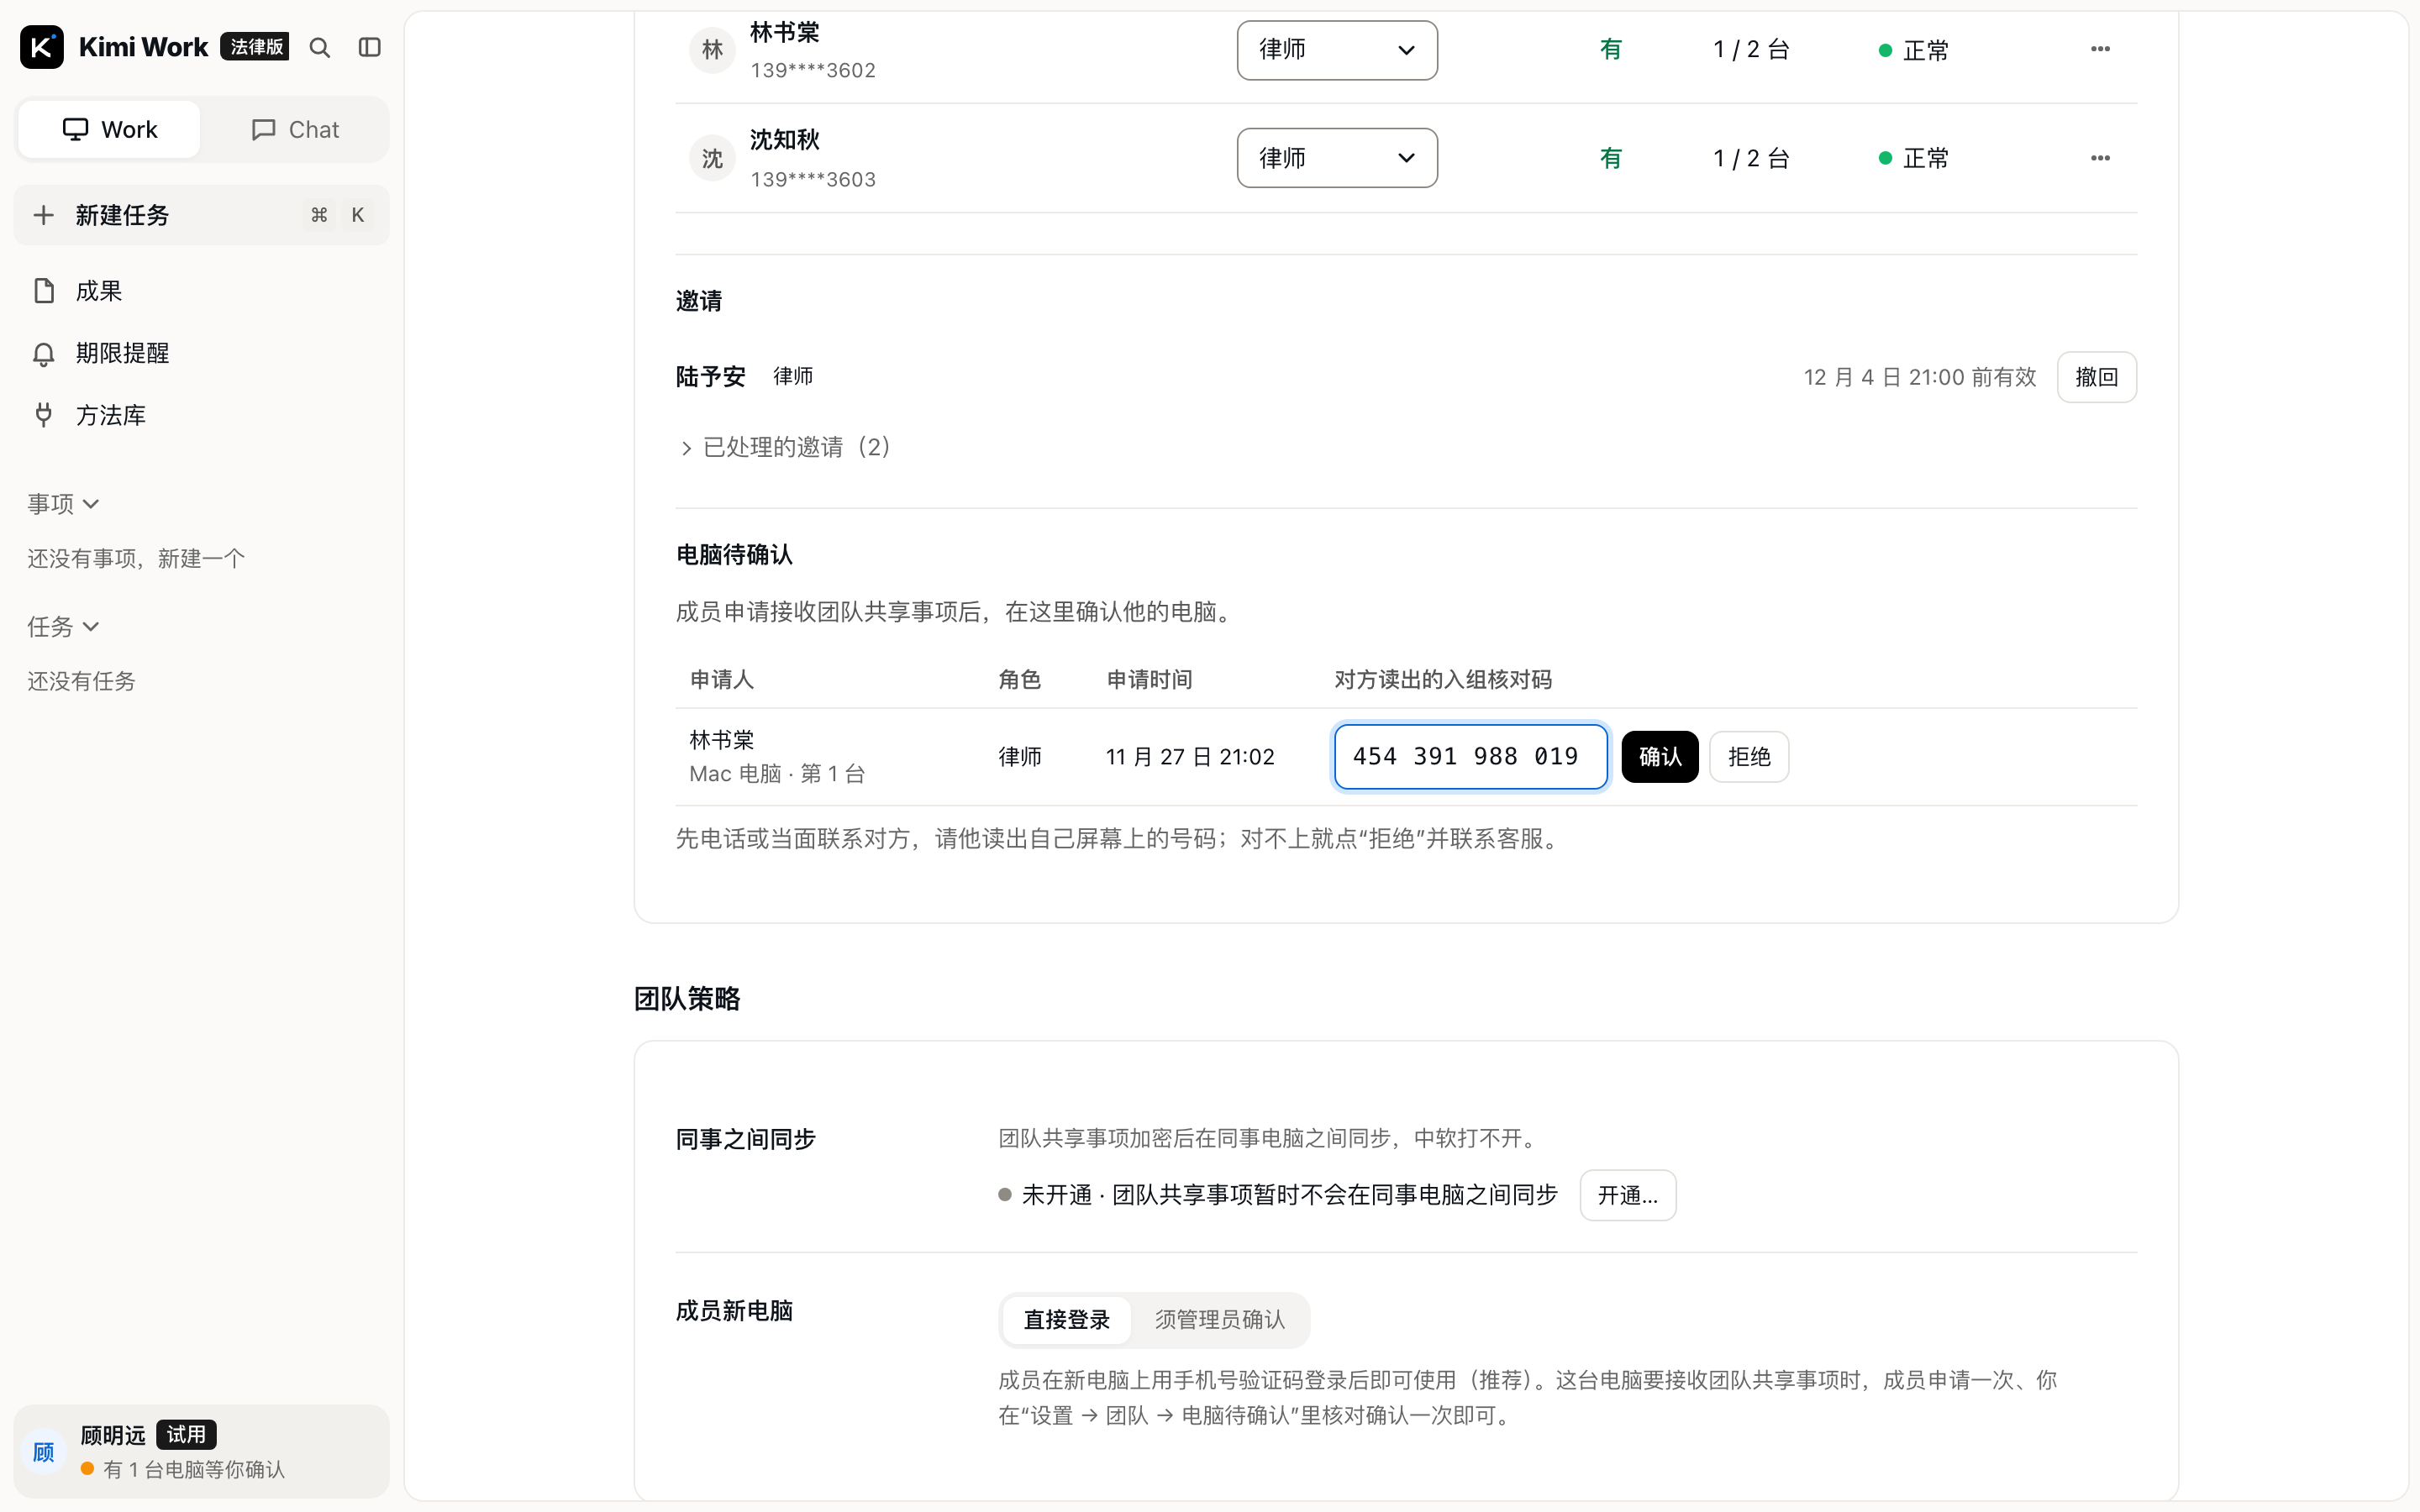 Kimi Work 法律版
Work
Chat
新建任务 ⌘ K
成果
期限提醒
方法库
事项
还没有事项，新建一个
任务
还没有任务
顾 顾明远 试用
有 1 台电脑等你确认
林 林书棠 律师 有 1 / 2 台 正常
139****3602
沈 沈知秋 律师 有 1 / 2 台 正常
139****3603
邀请
陆予安 律师 12 月 4 日 21:00 前有效 撤回
已处理的邀请（2）
电脑待确认
成员申请接收团队共享事项后，在这里确认他的电脑。
申请人 角色 申请时间 对方读出的入组核对码
林书棠
Mac 电脑 · 第 1 台 律师 11 月 27 日 21:02 454 391 988 019 确认 拒绝
先电话或当面联系对方，请他读出自己屏幕上的号码；对不上就点“拒绝”并联系客服。
团队策略
同事之间同步 团队共享事项加密后在同事电脑之间同步，中软打不开。
未开通 · 团队共享事项暂时不会在同事电脑之间同步 开通...
成员新电脑 直接登录 须管理员确认
成员在新电脑上用手机号验证码登录后即可使用（推荐）。这台电脑要接收团队共享事项时，成员申请一次、你
在“设置 → 团队 → 电脑待确认”里核对确认一次即可。